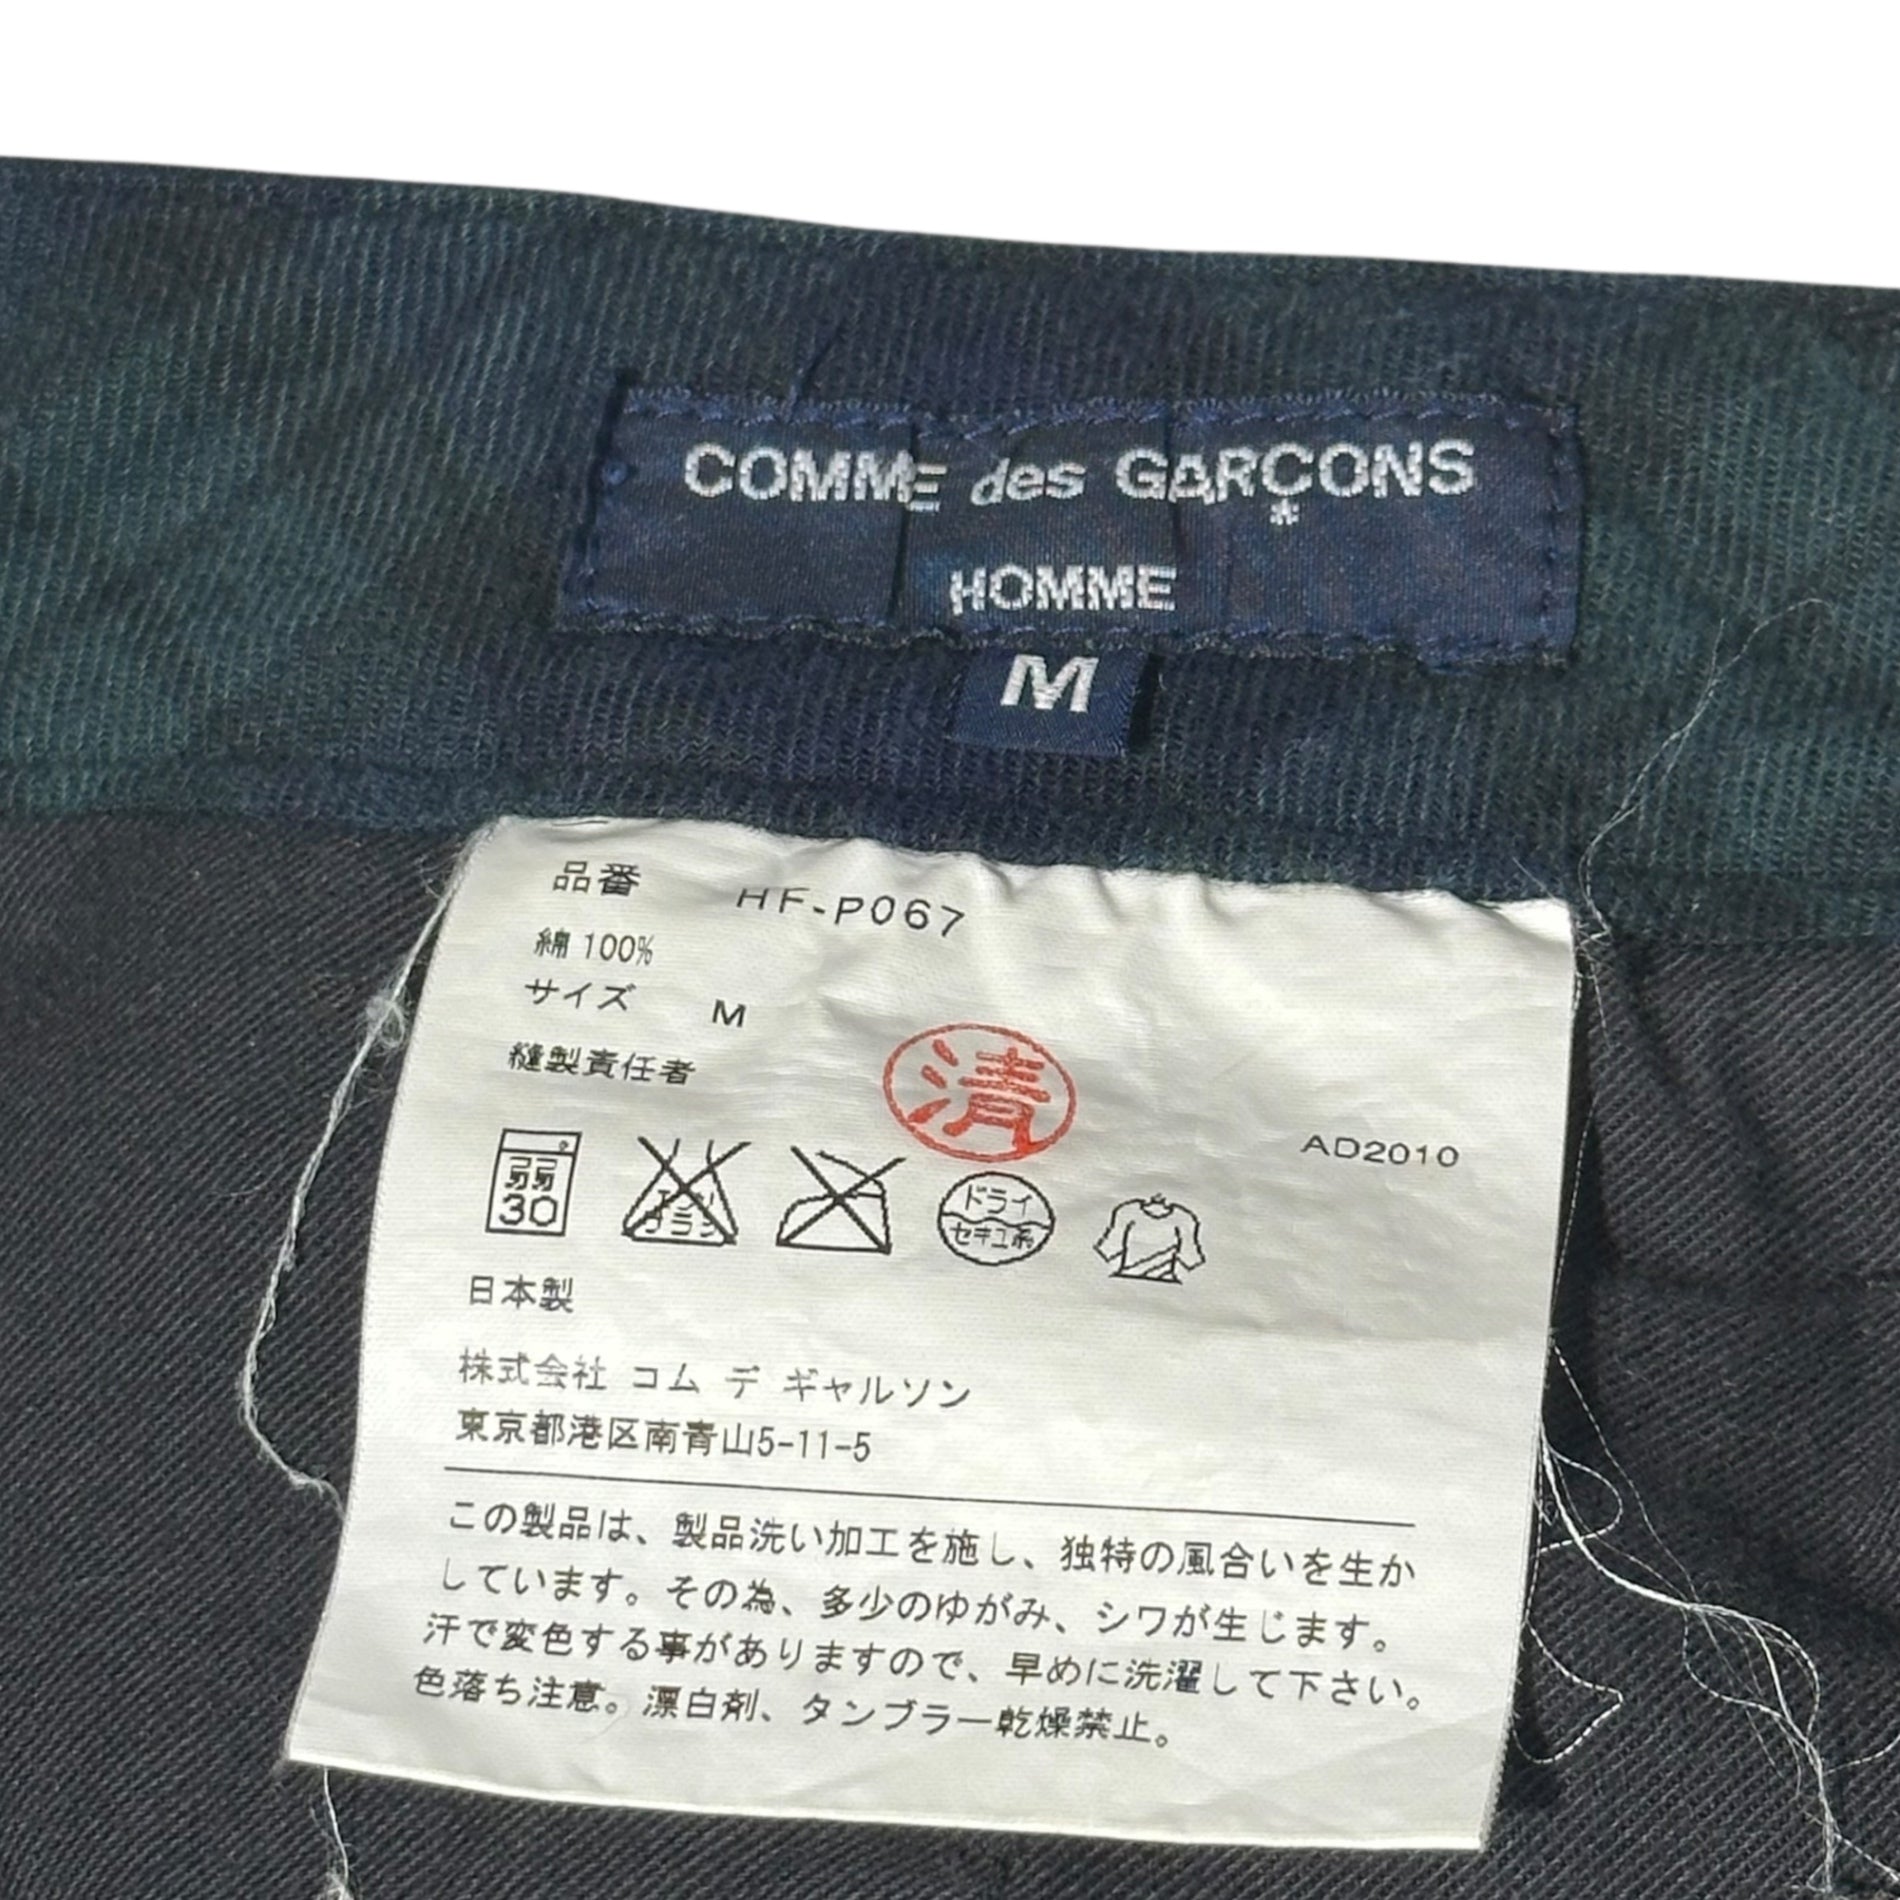 COMME des GARÇONS
HOMME
M
品番 HF-P067
綿 100%
サイズ M
縫製責任者
清
AD2010
弱
30
エンソ
ドライ
セキユ系
日本製
株式会社 コム デ ギャルソン
東京都港区南青山5-11-5
この製品は、製品洗い加工を施し、独特の風合いを生か
しています。その為、多少のゆがみ、シワが生じます。
汗で変色する事がありますので、早めに洗濯して下さい。
色落ち注意。漂白剤、タンブラー乾燥禁止。